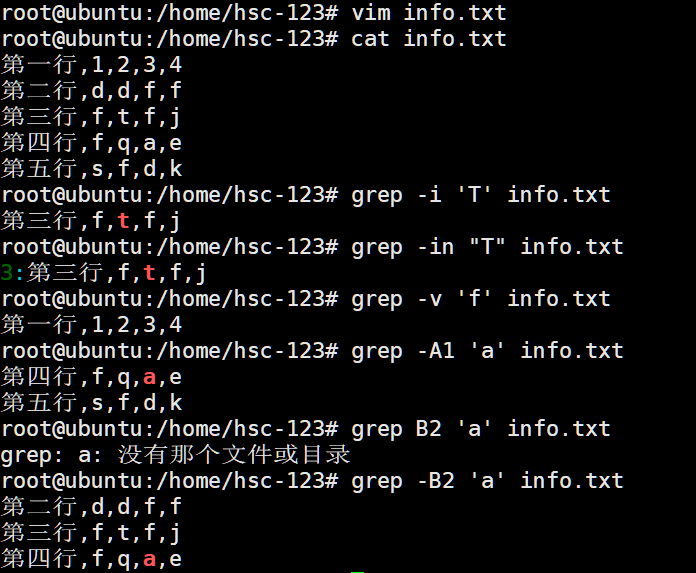 root@ubuntu:/home/hsc-123# vim info.txt
root@ubuntu:/home/hsc-123# cat info.txt
第一行,1,2,3,4
第二行,d,d,f,f
第三行,f,t,f,j
第四行,f,q,a,e
第五行,s,f,d,k
root@ubuntu:/home/hsc-123# grep -i 'T' info.txt
第三行,f,t,f,j
root@ubuntu:/home/hsc-123# grep -in "T" info.txt
3:第三行,f,t,f,j
root@ubuntu:/home/hsc-123# grep -v 'f' info.txt
第一行,1,2,3,4
root@ubuntu:/home/hsc-123# grep -A1 'a' info.txt
第四行,f,q,a,e
第五行,s,f,d,k
root@ubuntu:/home/hsc-123# grep B2 'a' info.txt
grep: a: 没有那个文件或目录
root@ubuntu:/home/hsc-123# grep -B2 'a' info.txt
第二行,d,d,f,f
第三行,f,t,f,j
第四行,f,q,a,e